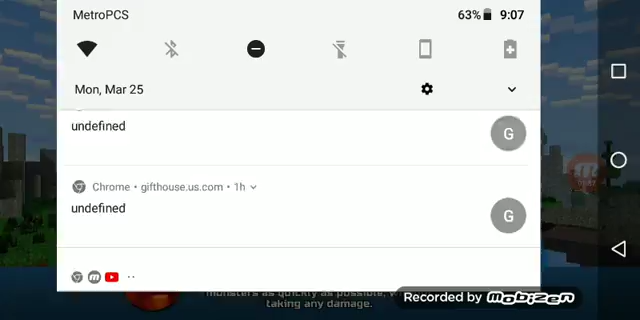 MetroPCS
63% 9:07
Mon, Mar 25
undefined
G
Chrome • gifthouse.us.com • 1h
undefined
G
monsters as quickly as possible,
taking any damage.
Recorded by mobizen